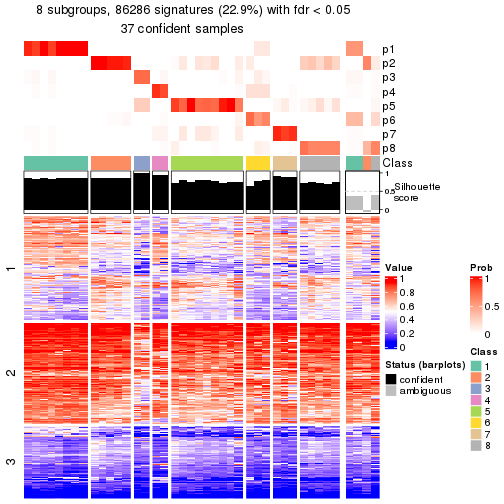 8 subgroups, 86286 signatures (22.9%) with fdr < 0.05
37 confident samples
p1
p2
p3
p4
p5
p6
p7
p8
Class
1
0.5
0
Silhouette
score
1
2
3
Value
1
0.8
0.6
0.4
0.2
0
Status (barplots)
confident
ambiguous
Prob
1
0.5
0
Class
1
2
3
4
5
6
7
8